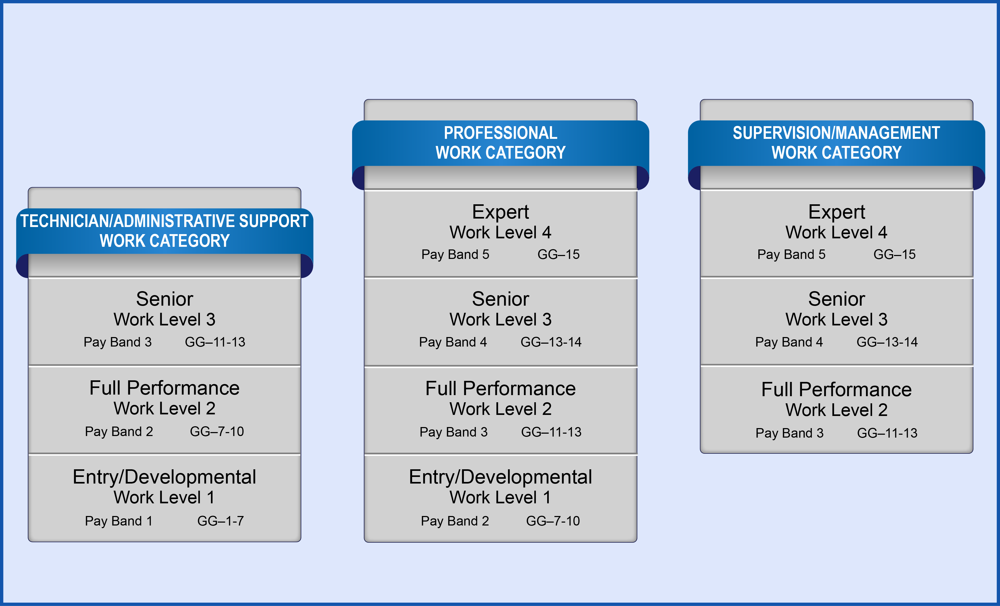 TECHNICIAN/ADMINISTRATIVE SUPPORT
WORK CATEGORY
Senior
Work Level 3
Pay Band 3 GG–11-13
Full Performance
Work Level 2
Pay Band 2 GG–7-10
Entry/Developmental
Work Level 1
Pay Band 1 GG–1-7
PROFESSIONAL
WORK CATEGORY
Expert
Work Level 4
Pay Band 5 GG–15
Senior
Work Level 3
Pay Band 4 GG–13-14
Full Performance
Work Level 2
Pay Band 3 GG–11-13
Entry/Developmental
Work Level 1
Pay Band 2 GG–7-10
SUPERVISION/MANAGEMENT
WORK CATEGORY
Expert
Work Level 4
Pay Band 5 GG–15
Senior
Work Level 3
Pay Band 4 GG–13-14
Full Performance
Work Level 2
Pay Band 3 GG–11-13